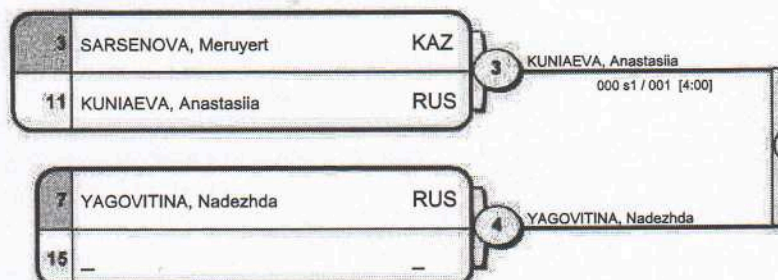 3 SARSENOVA, Meruyert KAZ
11 KUNIAEVA, Anastasiia RUS
3
KUNIAEVA, Anastasiia
000 s1 / 001 [4:00]
7 YAGOVITINA, Nadezhda RUS
15 _ _
4
YAGOVITINA, Nadezhda